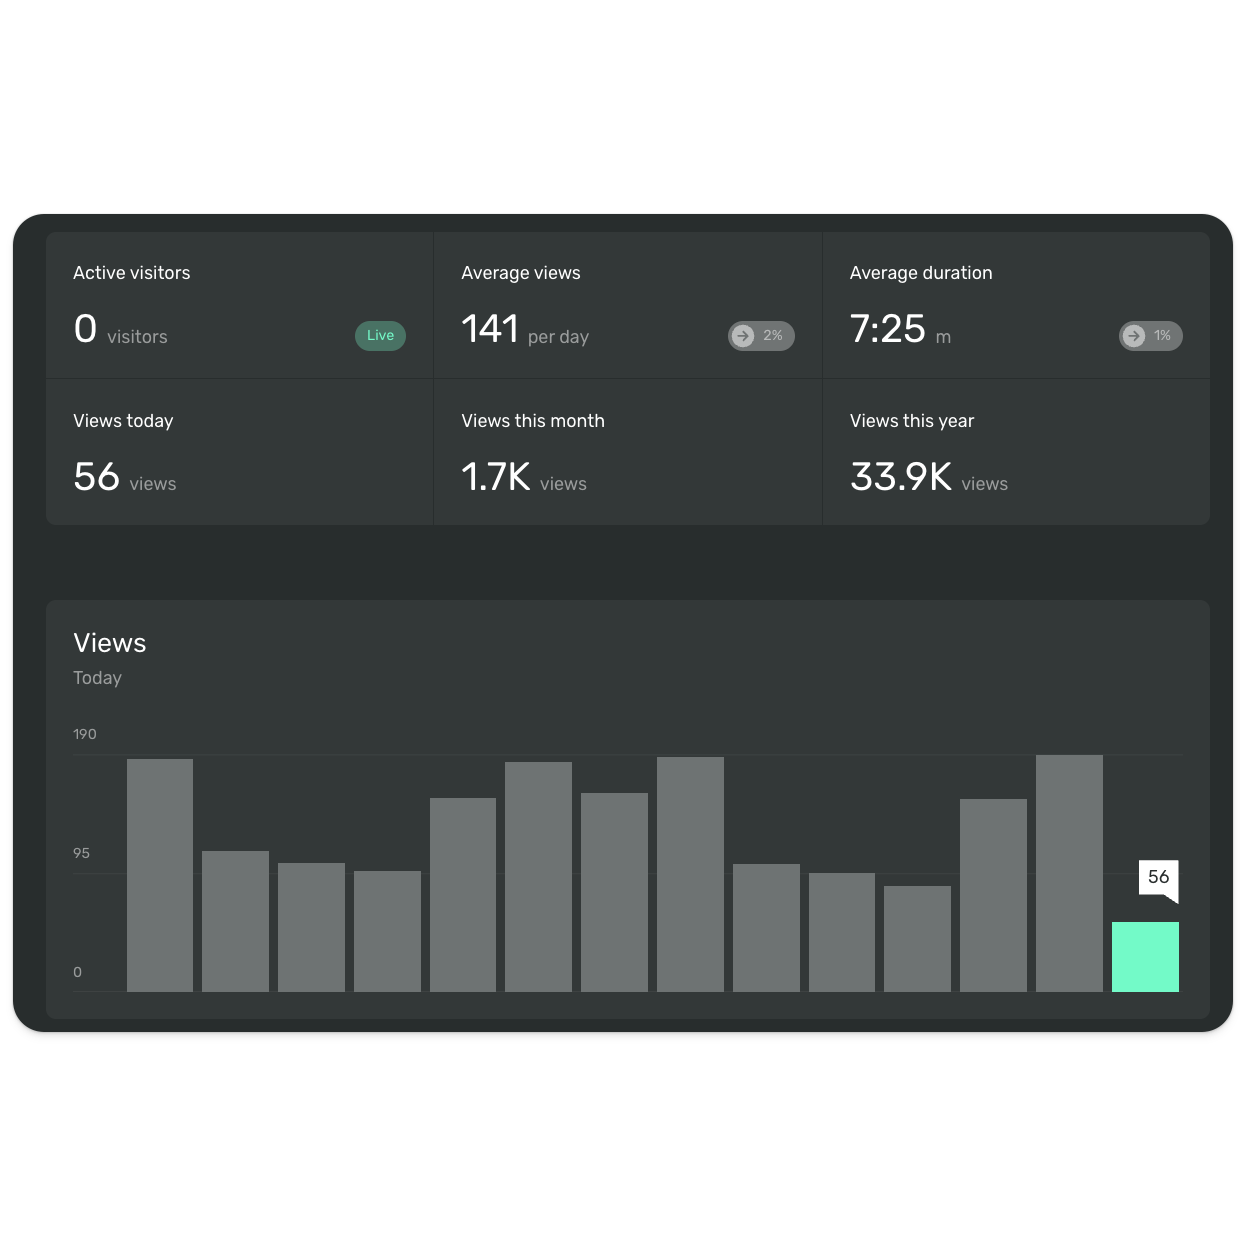 Active visitors
0 visitors
Live
Average views
141 per day
2%
Average duration
7:25 m
1%
Views today
56 views
Views this month
1.7K views
Views this year
33.9K views
Views
Today
190
95
0
56